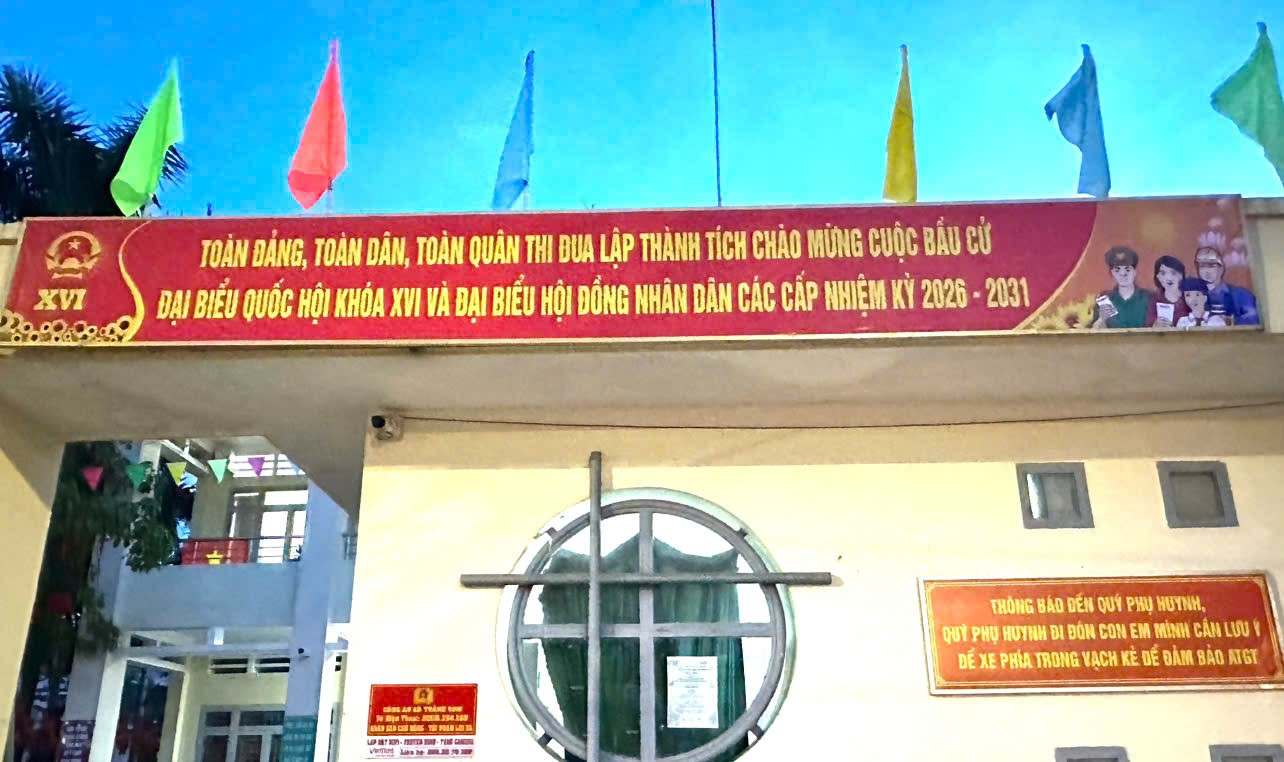 TOÀN ĐẢNG, TOÀN DÂN, TOÀN QUÂN THI ĐUA LẬP THÀNH TÍCH CHÀO MỪNG CUỘC BẦU CỬ
XVI
ĐẠI BIỂU QUỐC HỘI KHÓA XVI VÀ ĐẠI BIỂU HỘI ĐỒNG NHÂN DÂN CÁC CẤP NHIỆM KỲ 2026 - 2031
THÔNG BÁO ĐẾN QUÝ PHỤ HUYNH,
QUÝ PHỤ HUYNH ĐI ĐÓN CON EM MÌNH CẦN LƯU Ý
ĐỂ XE PHÍA TRONG VẠCH KẺ ĐỂ ĐẢM BẢO ATGT